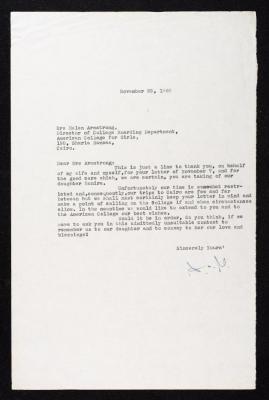 November 25, 1960
Mrs Helen Armstrong,
Director of College Boarding Department,
American College for Girls,
150, Sharia Ramses,
Cairo.
Dear Mrs Armstrong,
This is just a line to thank you, on behalf
of my wife and myself, for your letter of November 7, and for
the good care which, we are certain, you are taking of our
daughter
Unfortunately our time is somewhat restr-
icted and, consequently, our trips to Cairo are few and far
between but we shall most certainly keep your letter in mind and
make a point of calling on the College if and when circumstances
allow. In the meantime we would like to extend to you and to
the American College our best wishes.
Would it be in order, do you think, if we
were to ask you in this admittedly unsuitable context to
remember us to our daughter and to convey to her our love and
blessings?
Sincerely Yours'